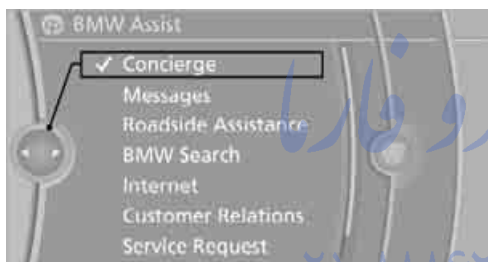 BMW Assist
✓ Concierge
Messages
Roadside Assistance
BMW Search
Internet
Customer Relations
Service Request